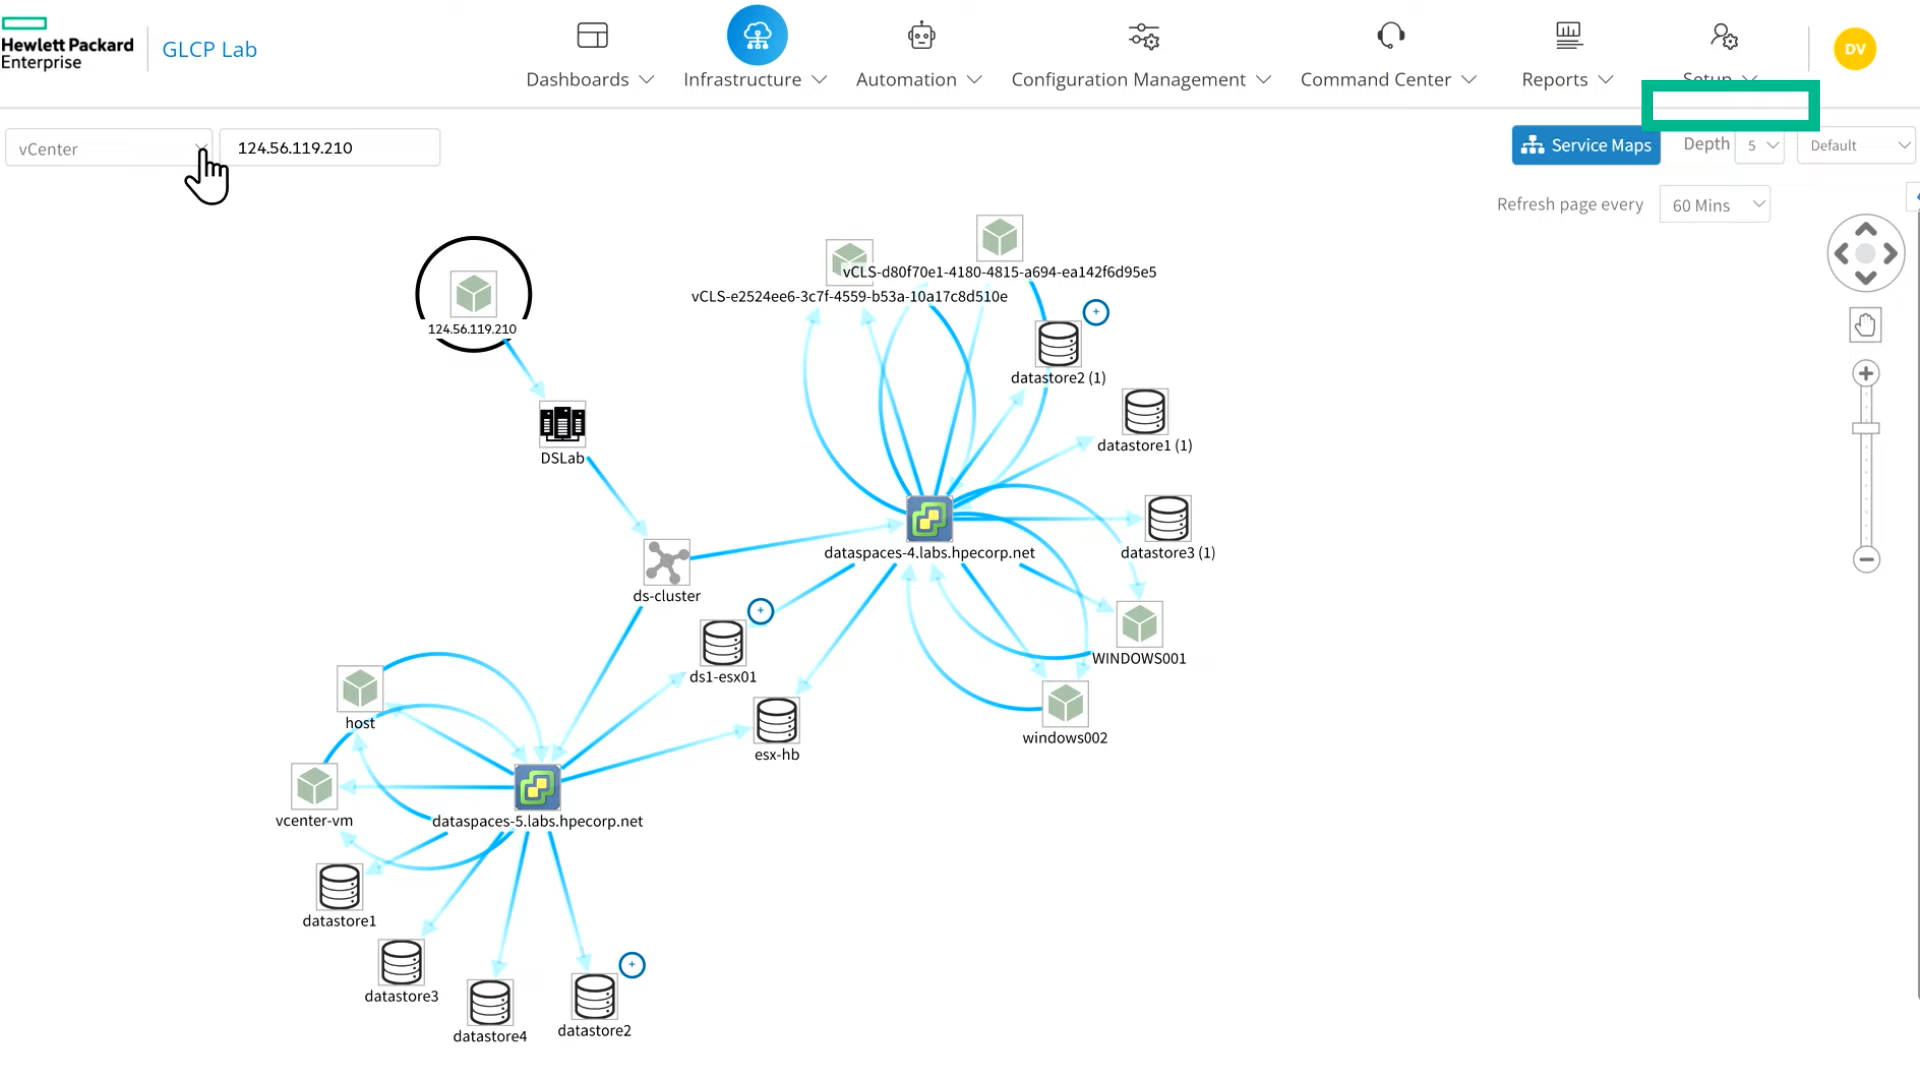 Hewlett Packard
Enterprise
GLCP Lab
Dashboards
Infrastructure
Automation
Configuration Management
Command Center
Reports
Setup
DV
vCenter
124.56.119.210
Service Maps
Depth
5
Default
Refresh page every
60 Mins
vCLS-d80f70e1-4180-4815-a694-ea142f6d95e5
vCLS-e2524ee6-3c7f-4559-b53a-10a17c8d510e
124.56.119.210
datastore2 (1)
datastore1 (1)
DSLab
dataspaces-4.labs.hpecorp.net
datastore3 (1)
ds-cluster
WINDOWS001
ds1-esx01
host
windows002
esx-hb
vcenter-vm
dataspaces-5.labs.hpecorp.net
datastore1
datastore3
datastore4
datastore2